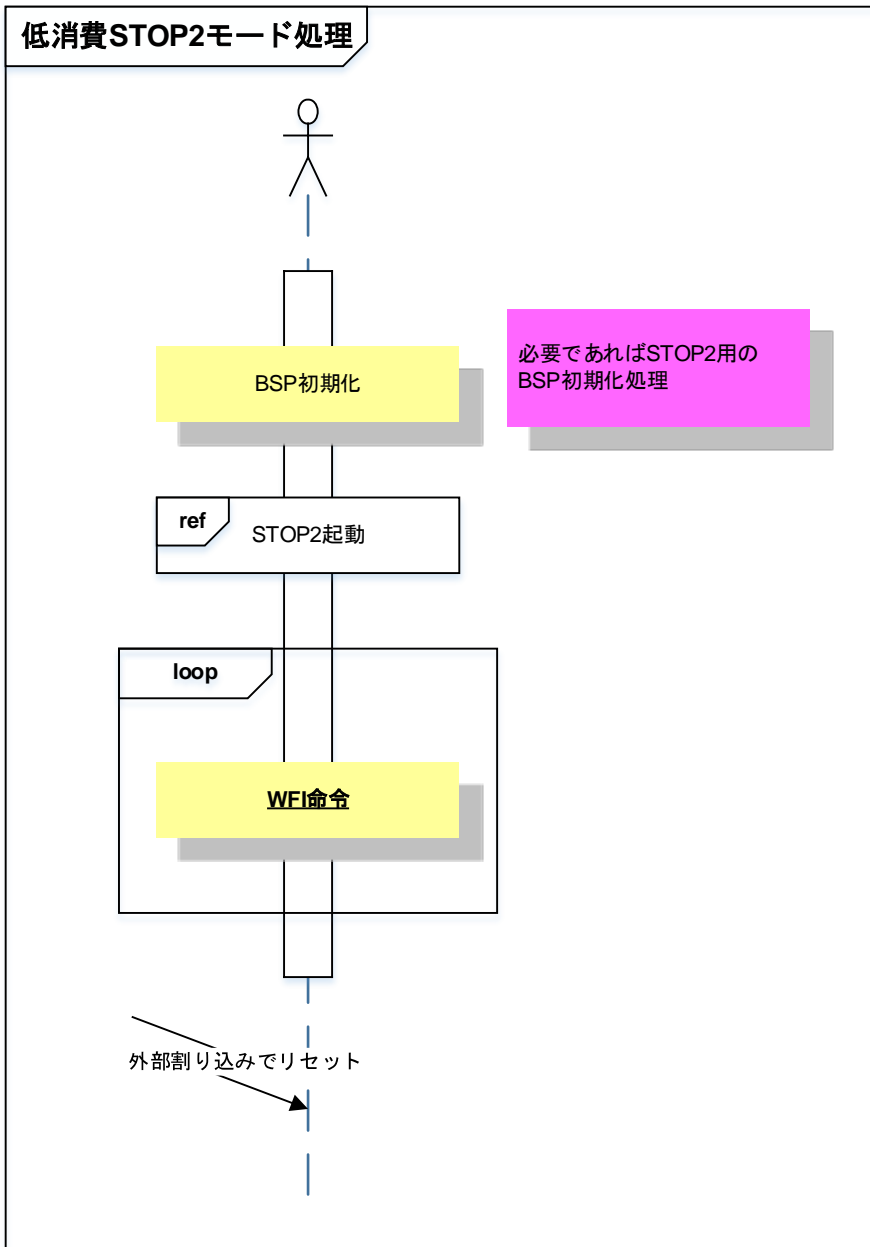 低消費STOP2モード処理
BSP初期化
必要であればSTOP2用の
BSP初期化処理
ref
STOP2起動
loop
WFI命令
外部割り込みでリセット